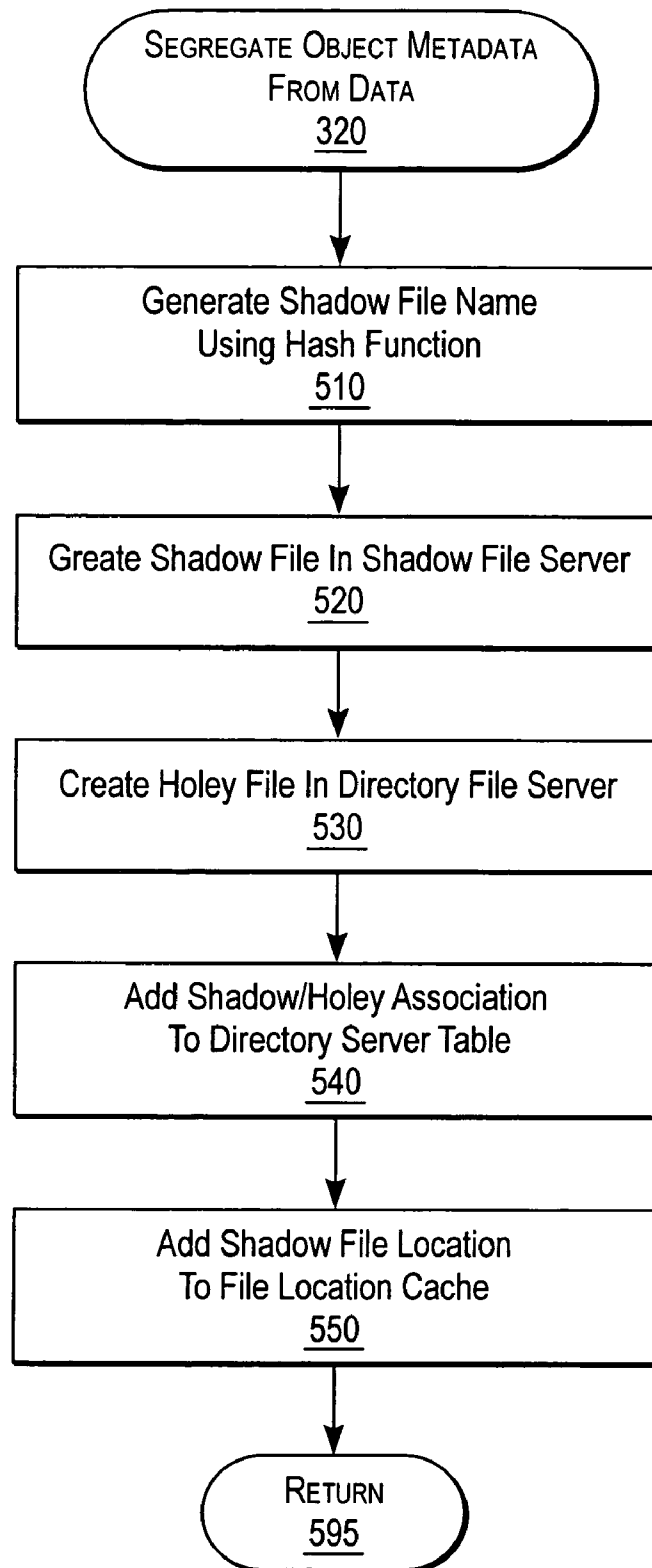 SEGREGATE OBJECT METADATA
FROM DATA
320
Generate Shadow File Name
Using Hash Function
510
Greate Shadow File In Shadow File Server
520
Create Holey File In Directory File Server
530
Add Shadow/Holey Association
To Directory Server Table
540
Add Shadow File Location
To File Location Cache
550
RETURN
595